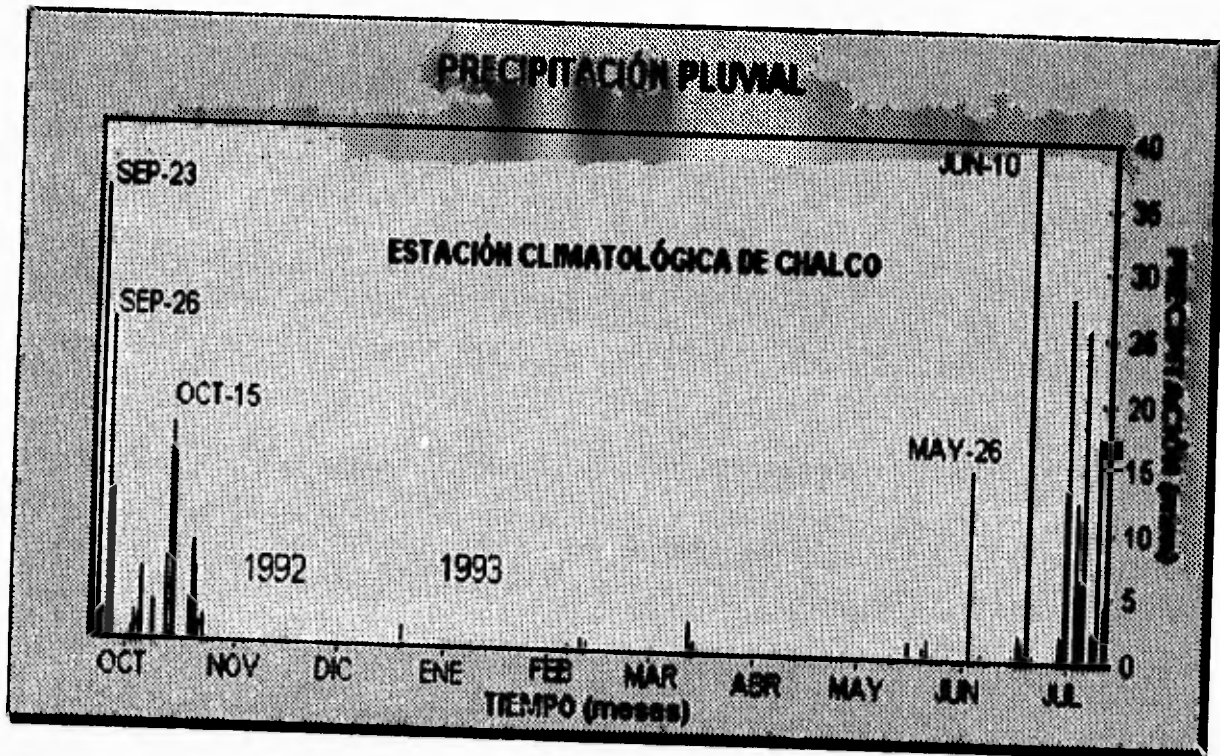 PRECIPITACIÓN PLUVIAL
SEP-23
JUN-10
40
35
ESTACIÓN CLIMATOLÓGICA DE CHALCO
SEP-26
30
25
OCT-15
20
MAY-26
15
1992
1993
10
5
0
OCT NOV DIC ENE FEB MAR ABR MAY JUN JUL
TIEMPO (meses)
PRECIPITACIÓN (mm)